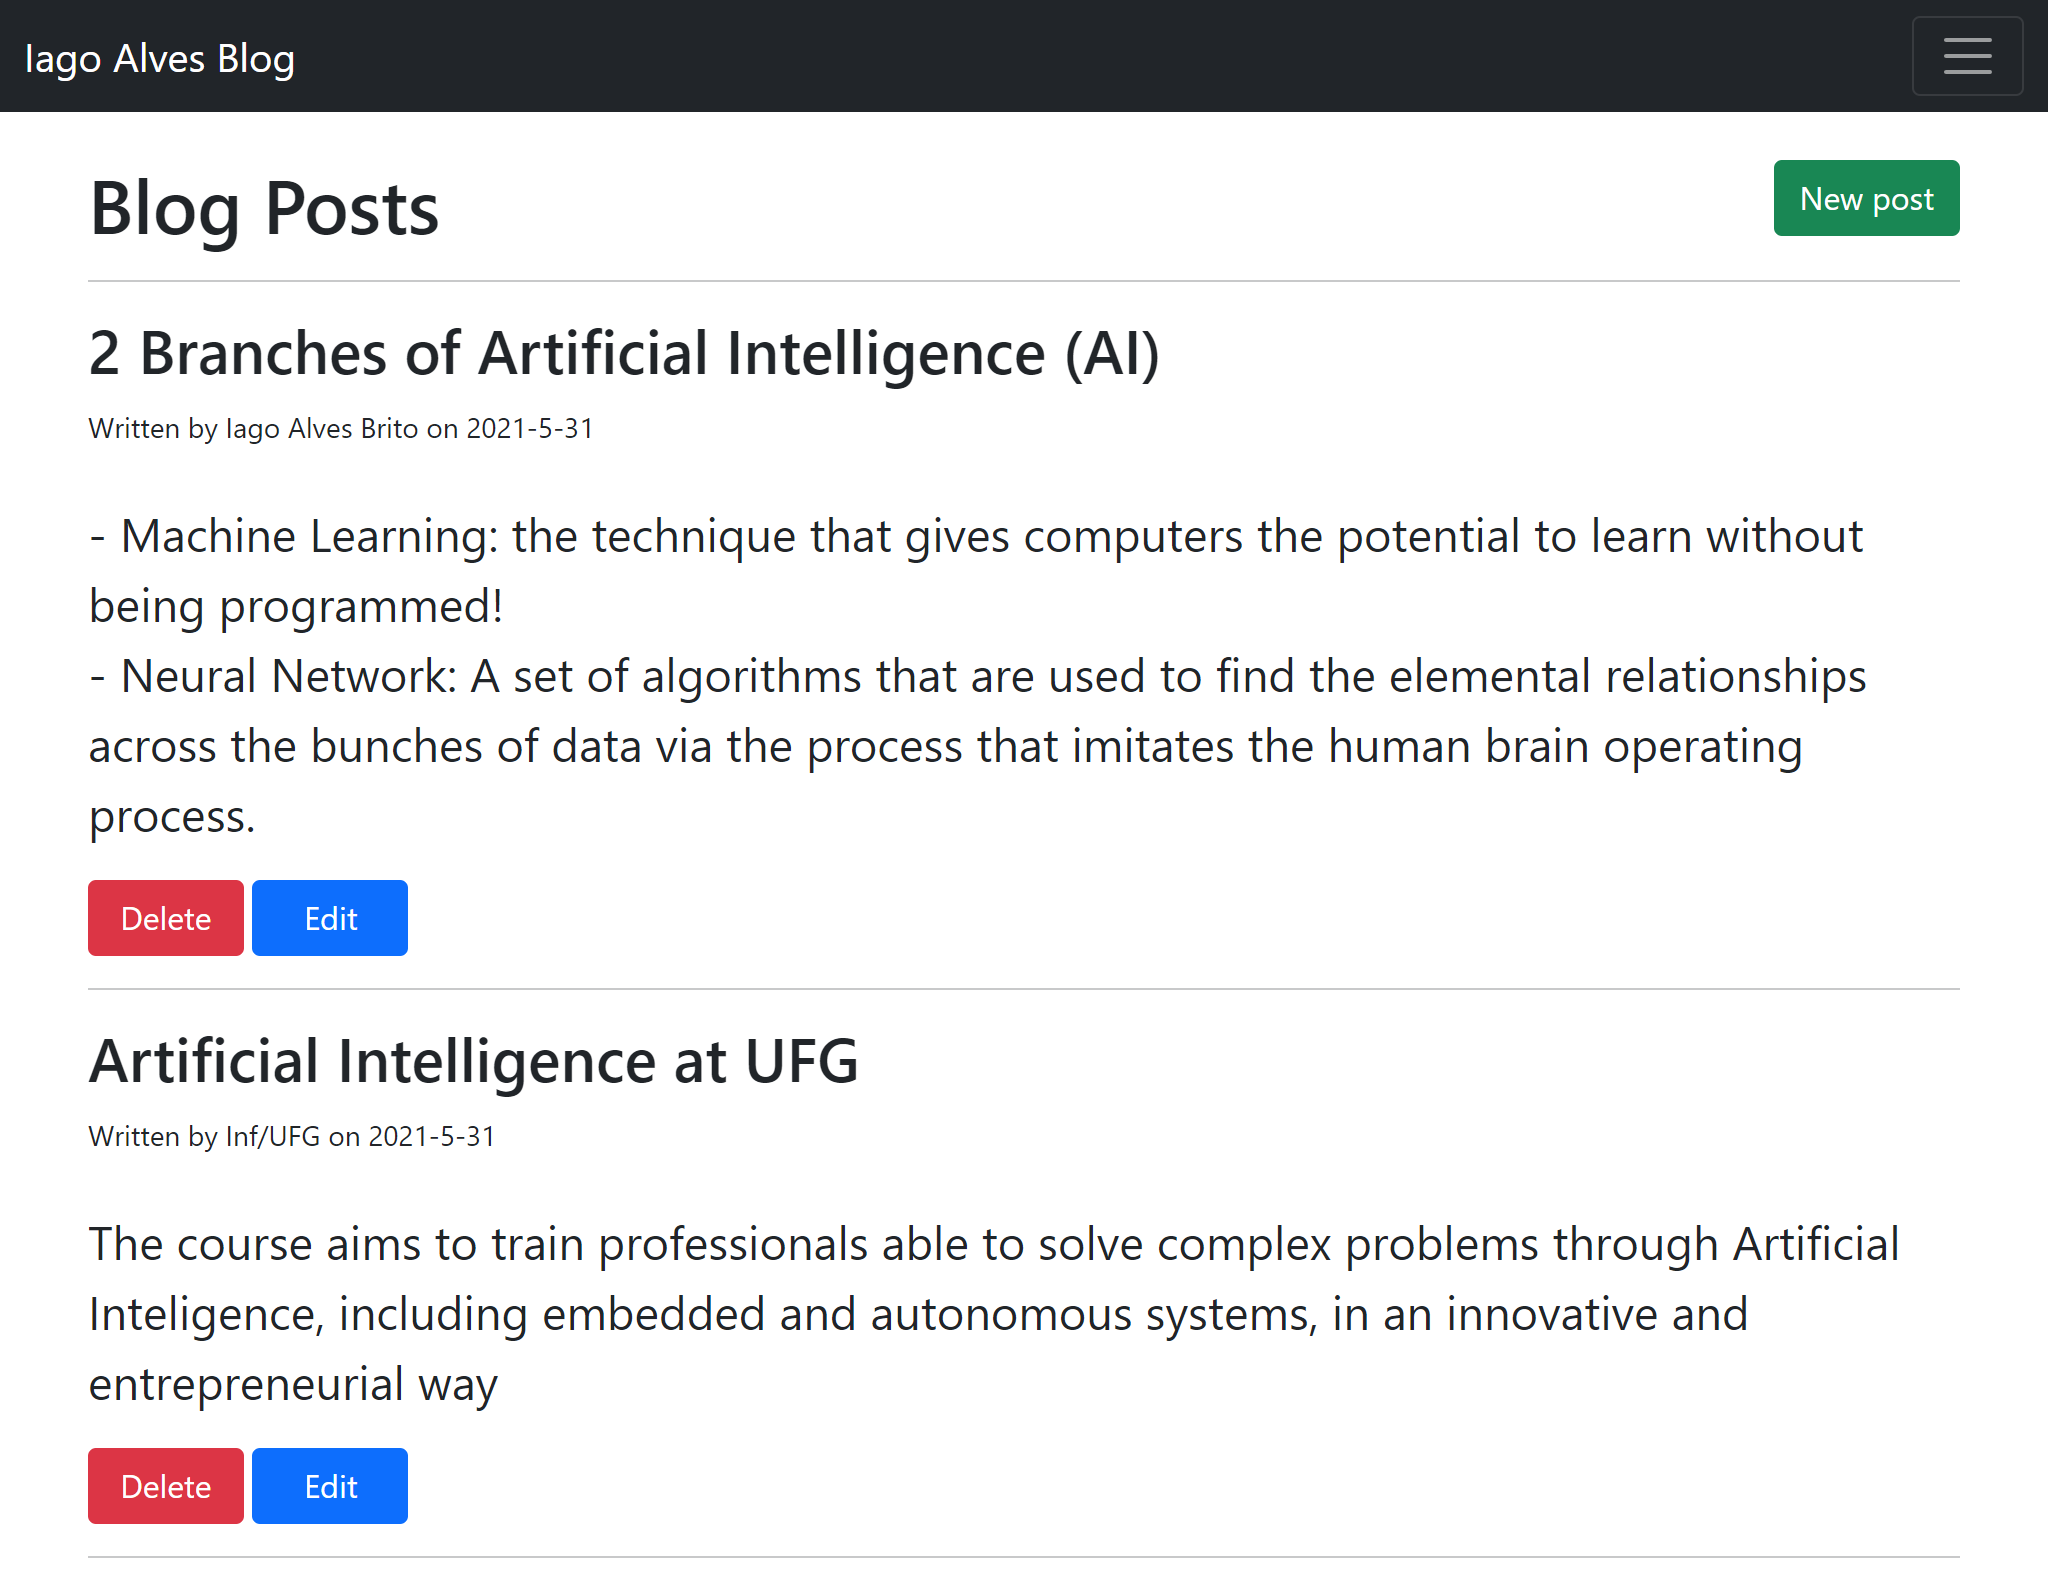 Iago Alves Blog
Blog Posts
New post
2 Branches of Artificial Intelligence (AI)
Written by Iago Alves Brito on 2021-5-31
- Machine Learning: the technique that gives computers the potential to learn without
being programmed!
- Neural Network: A set of algorithms that are used to find the elemental relationships
across the bunches of data via the process that imitates the human brain operating
process.
Delete Edit
Artificial Intelligence at UFG
Written by Inf/UFG on 2021-5-31
The course aims to train professionals able to solve complex problems through Artificial
Inteligence, including embedded and autonomous systems, in an innovative and
entrepreneurial way
Delete Edit